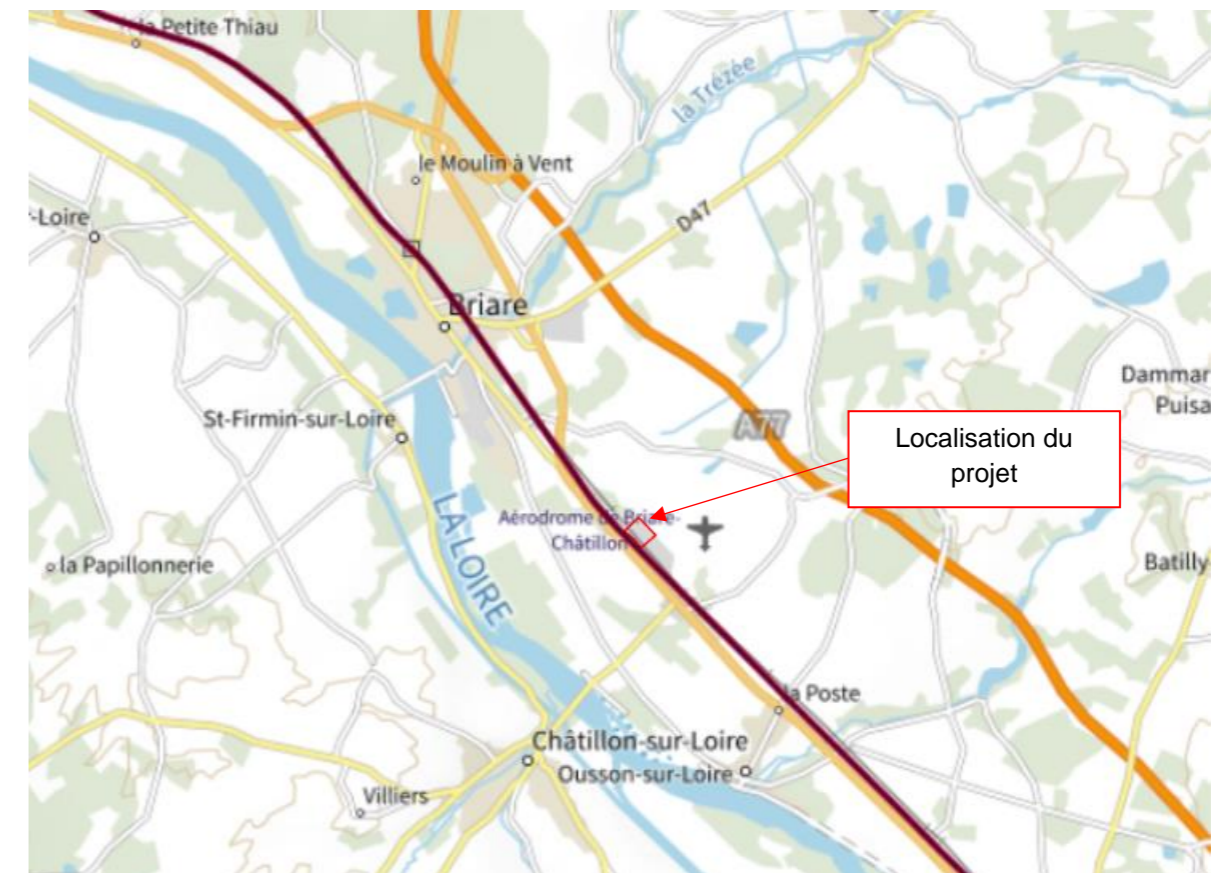 la Petite Thiau
la Trézée
le Moulin à Vent
D47
-Loire
Briare
Dammar
Puisa
St-Firmin-sur-Loire
A77
Localisation du
projet
LA LOIRE
Aérodrome de Briare-
Châtillon
la Papillonnerie
Batilly
la Poste
Châtillon-sur-Loire
Ousson-sur-Loire
Villiers